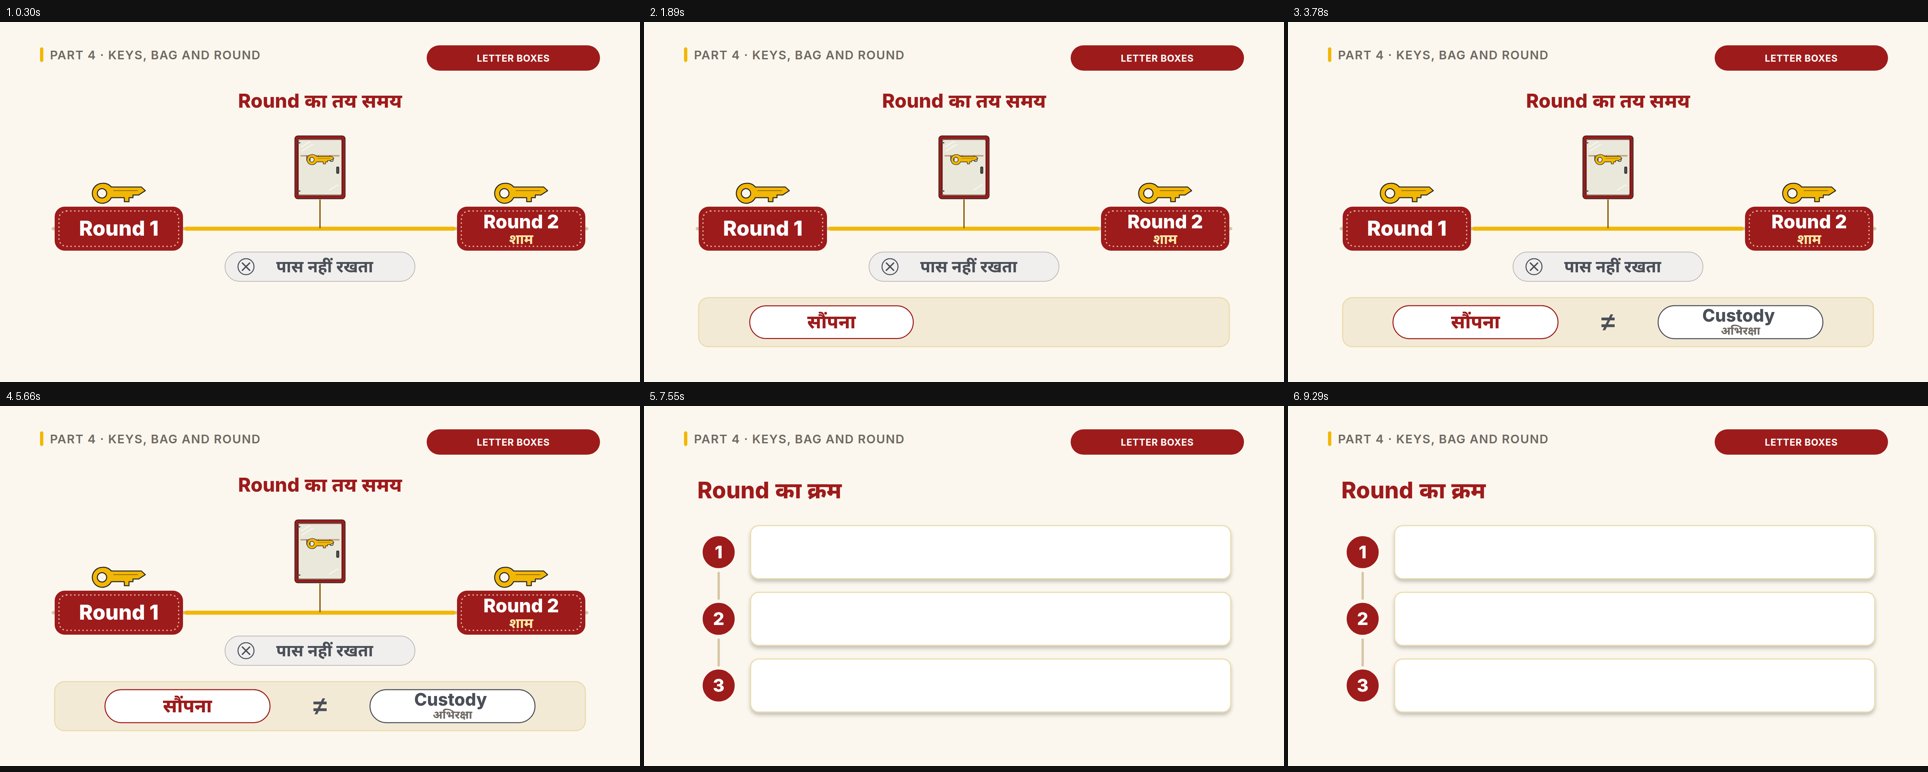 1. 0.30s
PART 4 · KEYS, BAG AND ROUND
LETTER BOXES
Round का तय समय
Round 1
Round 2
शाम
पास नहीं रखता
2. 1.89s
PART 4 · KEYS, BAG AND ROUND
LETTER BOXES
Round का तय समय
Round 1
Round 2
शाम
पास नहीं रखता
सौंपना
3. 3.78s
PART 4 · KEYS, BAG AND ROUND
LETTER BOXES
Round का तय समय
Round 1
Round 2
शाम
पास नहीं रखता
सौंपना
≠
Custody
अभिरक्षा
4. 5.66s
PART 4 · KEYS, BAG AND ROUND
LETTER BOXES
Round का तय समय
Round 1
Round 2
शाम
पास नहीं रखता
सौंपना
≠
Custody
अभिरक्षा
5. 7.55s
PART 4 · KEYS, BAG AND ROUND
LETTER BOXES
Round का क्रम
1
2
3
6. 9.29s
PART 4 · KEYS, BAG AND ROUND
LETTER BOXES
Round का क्रम
1
2
3